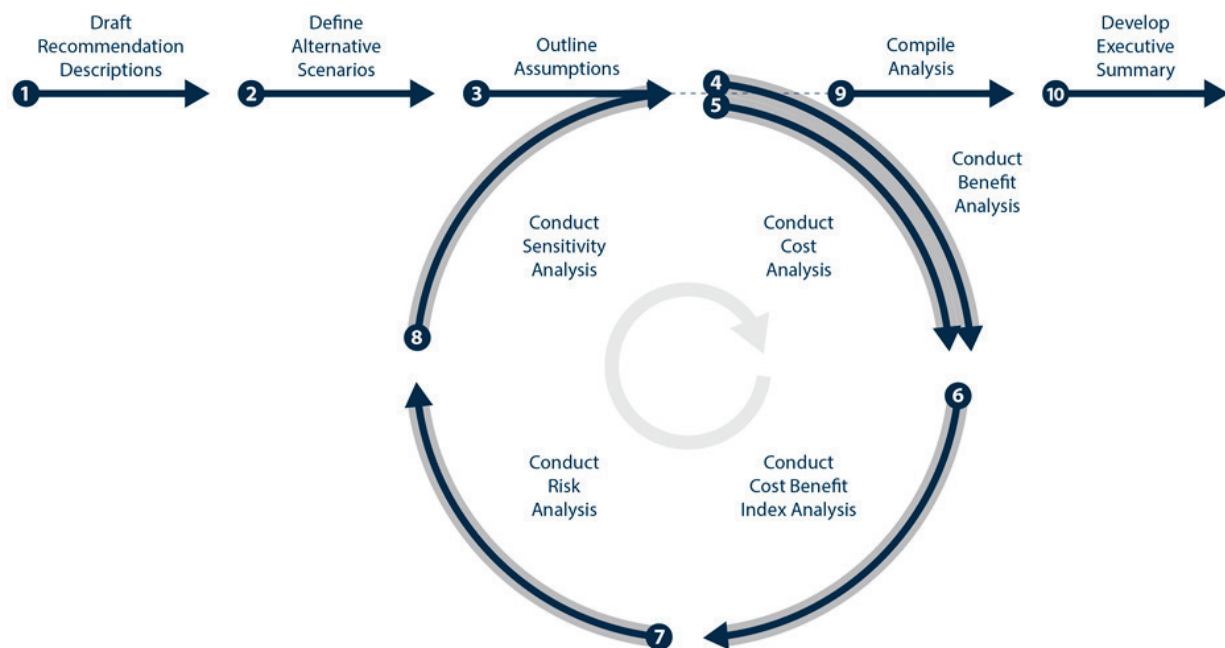 Draft
Recommendation
Descriptions
1
Define
Alternative
Scenarios
2
Outline
Assumptions
3
4
5
Compile
Analysis
9
Develop
Executive
Summary
10
Conduct
Benefit
Analysis
Conduct
Sensitivity
Analysis
Conduct
Cost
Analysis
8
6
Conduct
Risk
Analysis
Conduct
Cost Benefit
Index Analysis
7